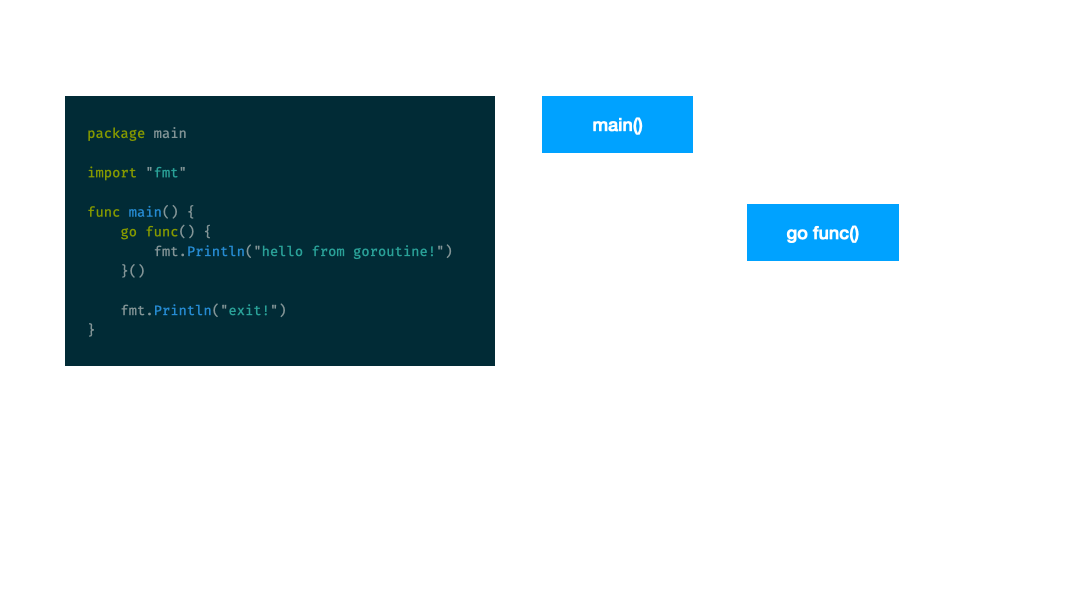 package main
import "fmt"
func main() {
    go func() {
        fmt.Println("hello from goroutine!")
    }()
    fmt.Println("exit!")
}
main()
go func()